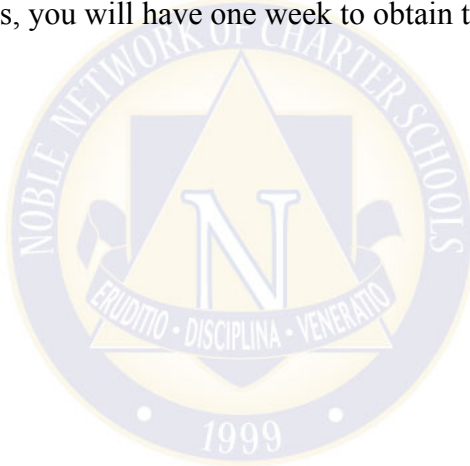 s, you will have one week to obtain t
NOBLE NETWORK OF CHARTER SCHOOLS
N
ERUDITIO - DISCIPLINA - VENERATIO
1999